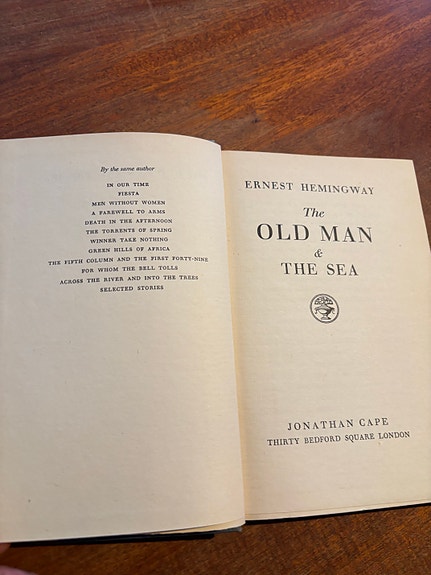 By the same author
IN OUR TIME
FIESTA
MEN WITHOUT WOMEN
A FAREWELL TO ARMS
DEATH IN THE AFTERNOON
THE TORRENTS OF SPRING
WINNER TAKE NOTHING
GREEN HILLS OF AFRICA
THE FIFTH COLUMN AND THE FIRST FORTY-NINE
FOR WHOM THE BELL TOLLS
ACROSS THE RIVER AND INTO THE TREES
SELECTED STORIES
ERNEST HEMINGWAY
The
OLD MAN
&
THE SEA
JONATHAN CAPE
THIRTY BEDFORD SQUARE LONDON